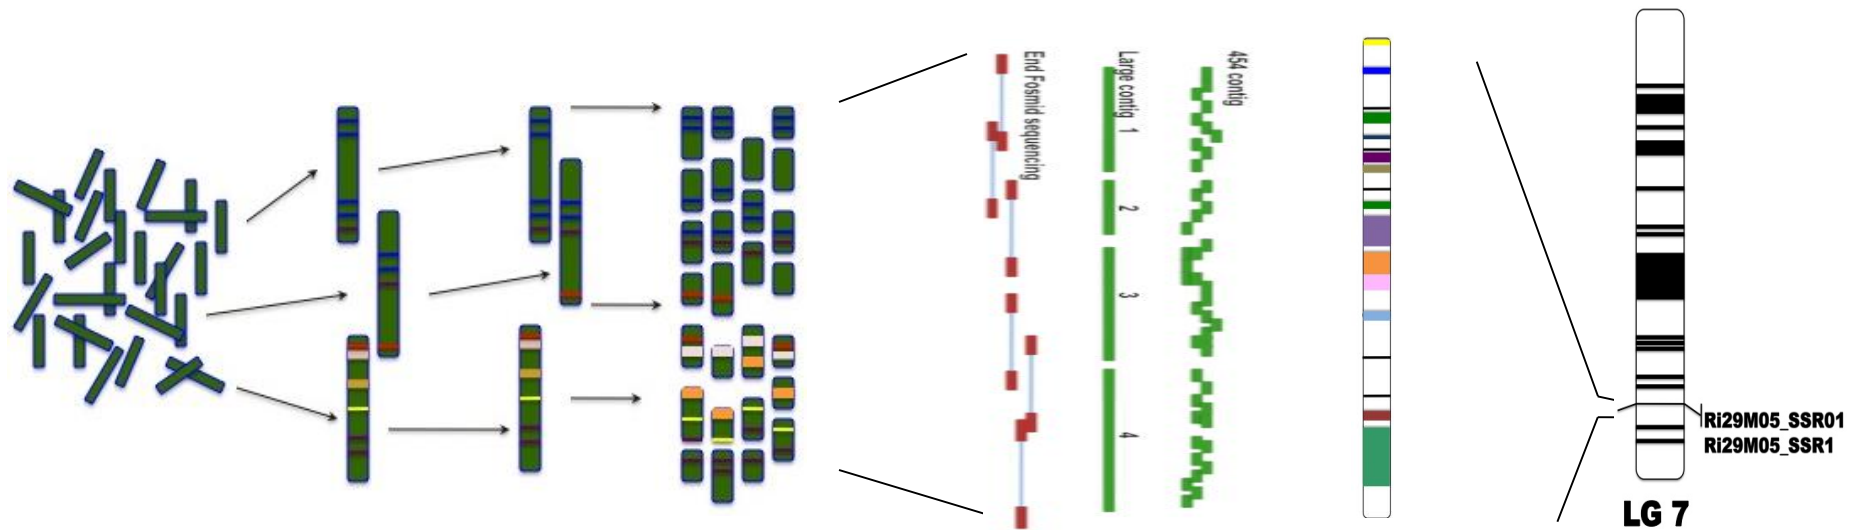 End Fosmid sequencing
Large contig 1
2
3
4
454 contig
Ri29M05_SSR01
Ri29M05_SSR1
LG 7